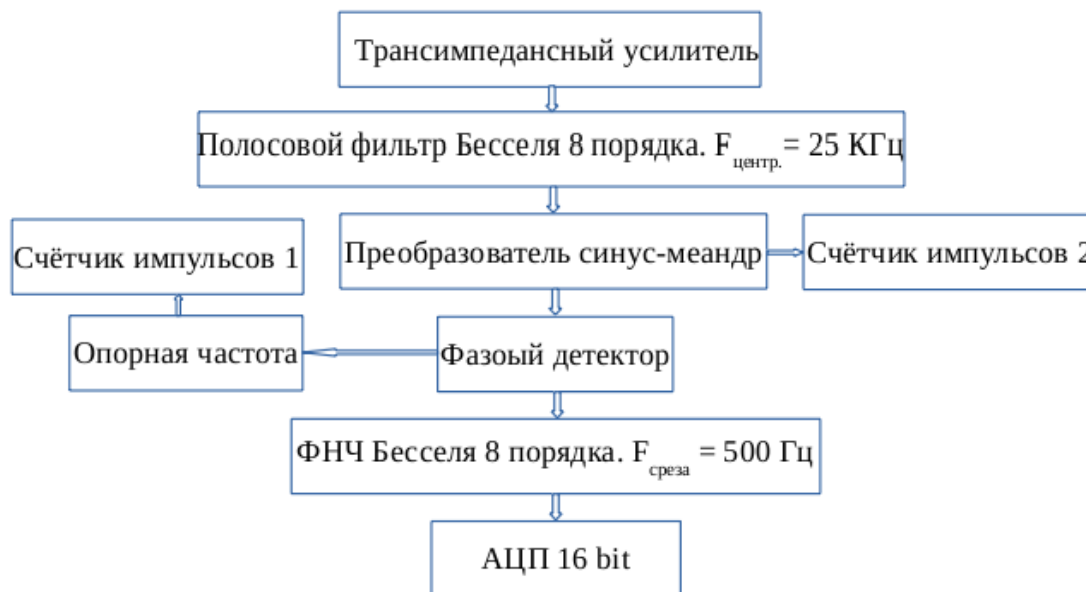 Трансимпедансный усилитель
Полосовой фильтр Бесселя 8 порядка. Fцентр.= 25 КГц
Счётчик импульсов 1
Преобразователь синус-меандр
Счётчик импульсов 2
Опорная частота
Фазоый детектор
ФНЧ Бесселя 8 порядка. Fсреза = 500 Гц
АЦП 16 bit